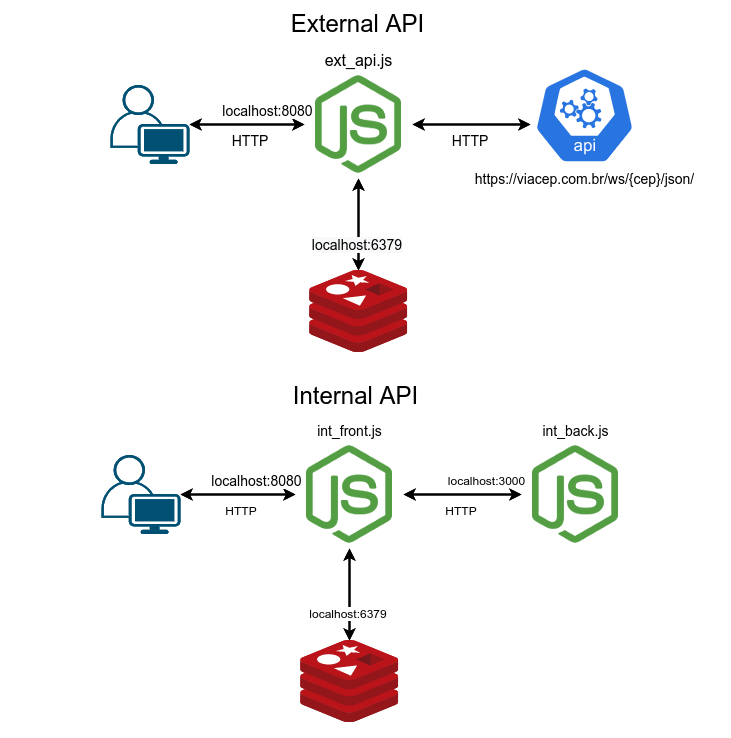 External API
ext_api.js
localhost:8080
HTTP
HTTP
JS
api
https://viacep.com.br/ws/{cep}/json/
localhost:6379
Internal API
int_front.js
int_back.js
localhost:8080
HTTP
JS
localhost:3000
HTTP
JS
localhost:6379